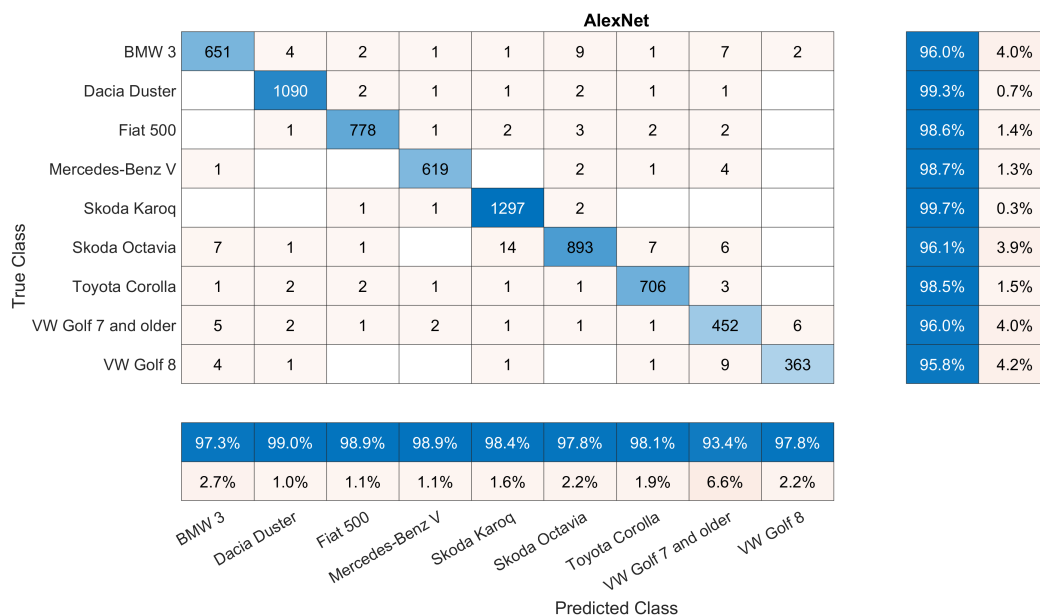 AlexNet
BMW 3 651 4 2 1 1 9 1 7 2 96.0% 4.0%
Dacia Duster 1090 2 1 1 2 1 1 99.3% 0.7%
Fiat 500 1 778 1 2 3 2 2 98.6% 1.4%
Mercedes-Benz V 1 619 2 1 4 98.7% 1.3%
Skoda Karoq 1 1 1297 2 99.7% 0.3%
Skoda Octavia 7 1 1 14 893 7 6 96.1% 3.9%
Toyota Corolla 1 2 2 1 1 1 706 3 98.5% 1.5%
VW Golf 7 and older 5 2 1 2 1 1 1 452 6 96.0% 4.0%
VW Golf 8 4 1 1 1 9 363 95.8% 4.2%
True Class
97.3% 99.0% 98.9% 98.9% 98.4% 97.8% 98.1% 93.4% 97.8%
2.7% 1.0% 1.1% 1.1% 1.6% 2.2% 1.9% 6.6% 2.2%
BMW 3
Dacia Duster
Fiat 500
Mercedes-Benz V
Skoda Karoq
Skoda Octavia
Toyota Corolla
VW Golf 7 and older
VW Golf 8
Predicted Class